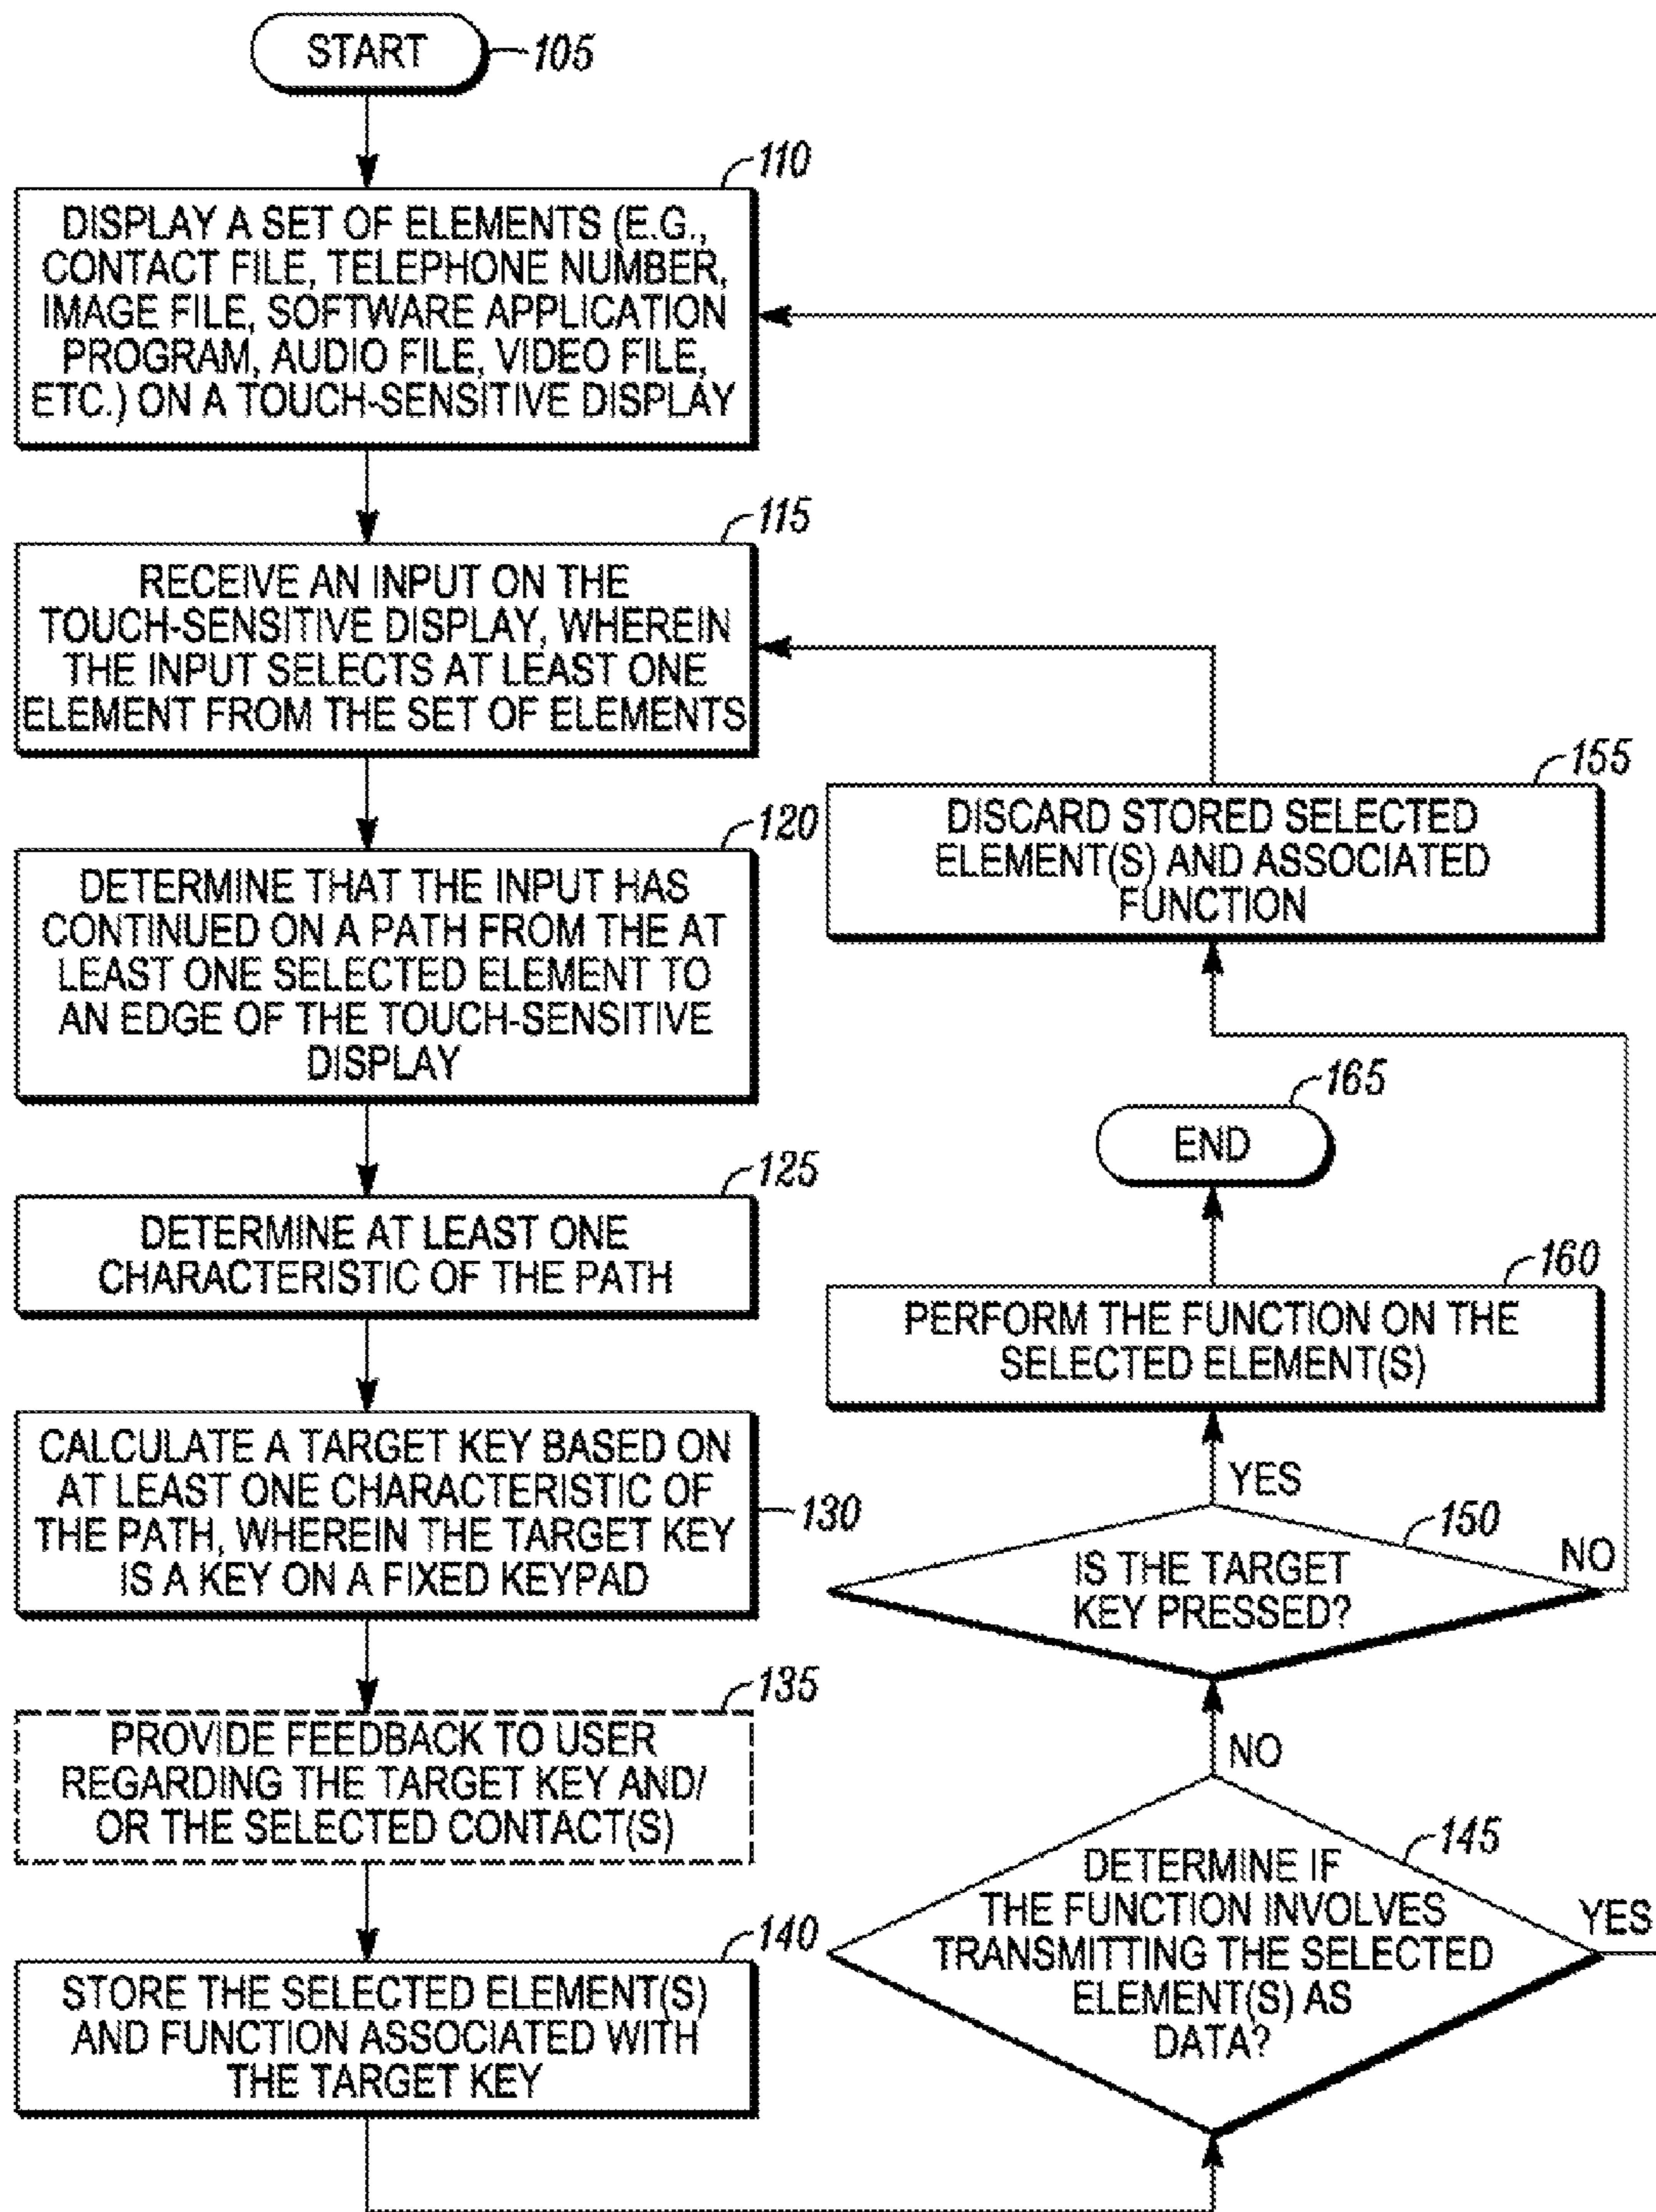 START
105
110
DISPLAY A SET OF ELEMENTS (E.G.,
CONTACT FILE, TELEPHONE NUMBER,
IMAGE FILE, SOFTWARE APPLICATION
PROGRAM, AUDIO FILE, VIDEO FILE,
ETC.) ON A TOUCH-SENSITIVE DISPLAY
115
RECEIVE AN INPUT ON THE
TOUCH-SENSITIVE DISPLAY, WHEREIN
THE INPUT SELECTS AT LEAST ONE
ELEMENT FROM THE SET OF ELEMENTS
120
DETERMINE THAT THE INPUT HAS
CONTINUED ON A PATH FROM THE AT
LEAST ONE SELECTED ELEMENT TO
AN EDGE OF THE TOUCH-SENSITIVE
DISPLAY
125
DETERMINE AT LEAST ONE
CHARACTERISTIC OF THE PATH
CALCULATE A TARGET KEY BASED ON
AT LEAST ONE CHARACTERISTIC OF
THE PATH, WHEREIN THE TARGET KEY
IS A KEY ON A FIXED KEYPAD
130
135
PROVIDE FEEDBACK TO USER
REGARDING THE TARGET KEY AND/
OR THE SELECTED CONTACT(S)
140
STORE THE SELECTED ELEMENT(S)
AND FUNCTION ASSOCIATED WITH
THE TARGET KEY
155
DISCARD STORED SELECTED
ELEMENT(S) AND ASSOCIATED
FUNCTION
165
END
160
PERFORM THE FUNCTION ON THE
SELECTED ELEMENT(S)
YES
150
IS THE TARGET
KEY PRESSED?
NO
NO
145
DETERMINE IF
THE FUNCTION INVOLVES
TRANSMITTING THE SELECTED
ELEMENT(S) AS
DATA?
YES